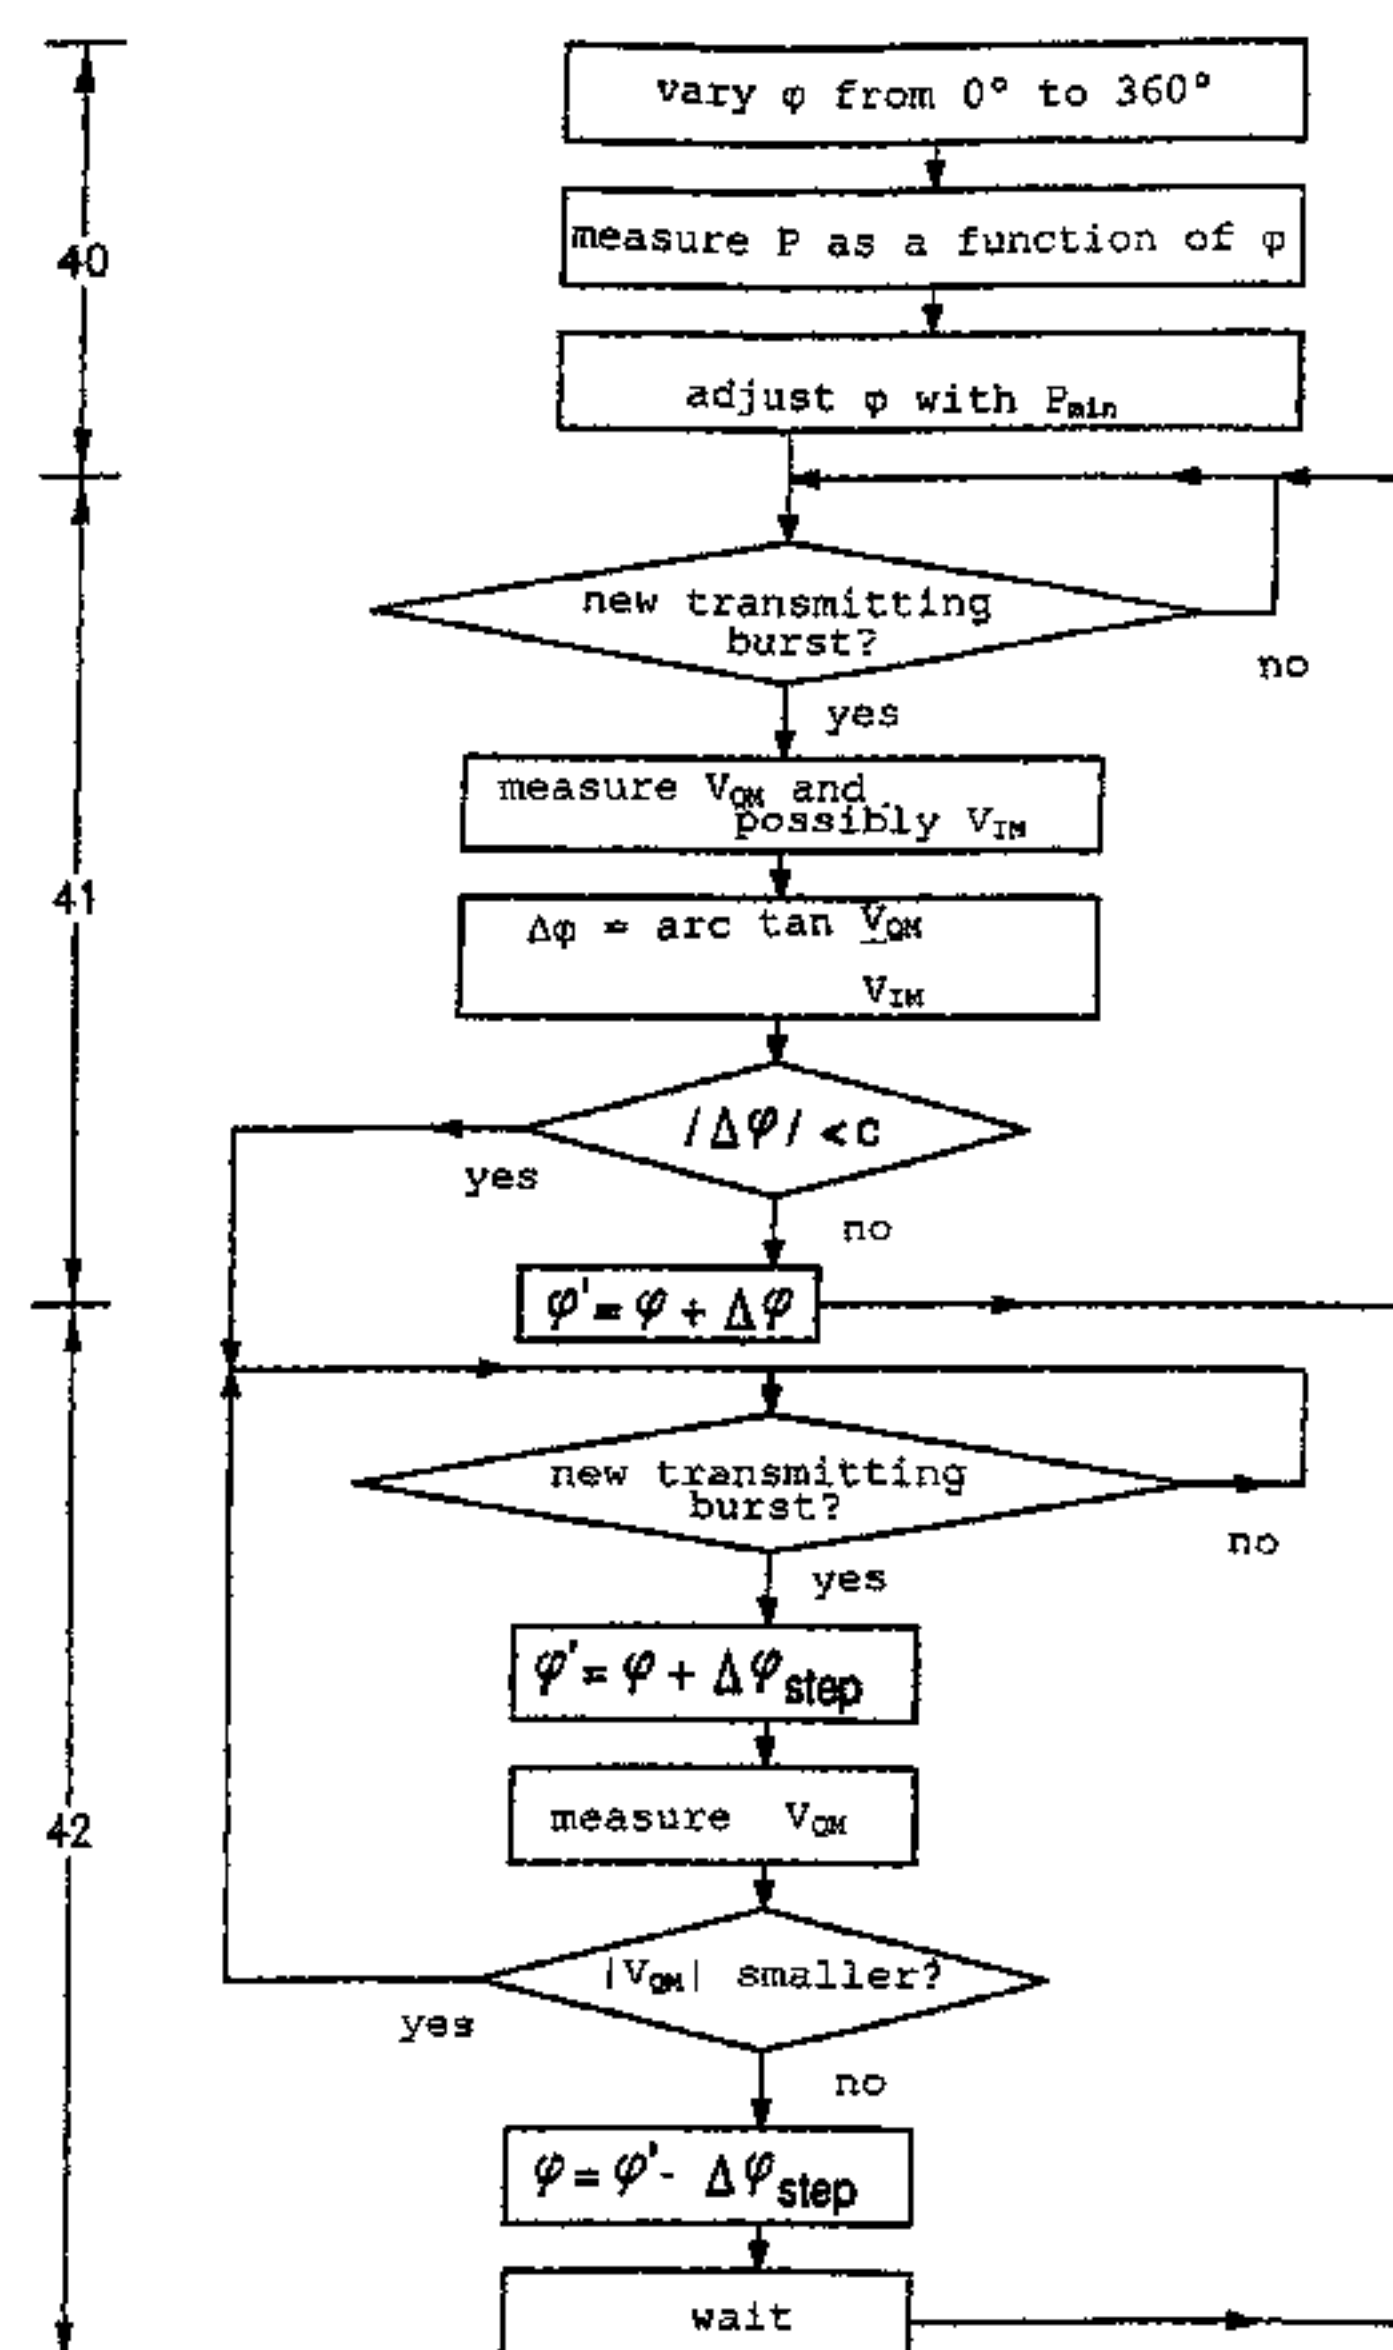 vary φ from 0° to 360°
measure P as a function of φ
40
adjust φ with Pmin
new transmitting
burst?
no
yes
measure VQM and
possibly VIM
41
Δφ = arc tan VQM
VIM
/Δφ/ < C
yes
no
φ' = φ + Δφ
new transmitting
burst?
no
yes
φ' = φ + Δφstep
measure VQM
42
|VQM| smaller?
yes
no
φ = φ' - Δφstep
wait